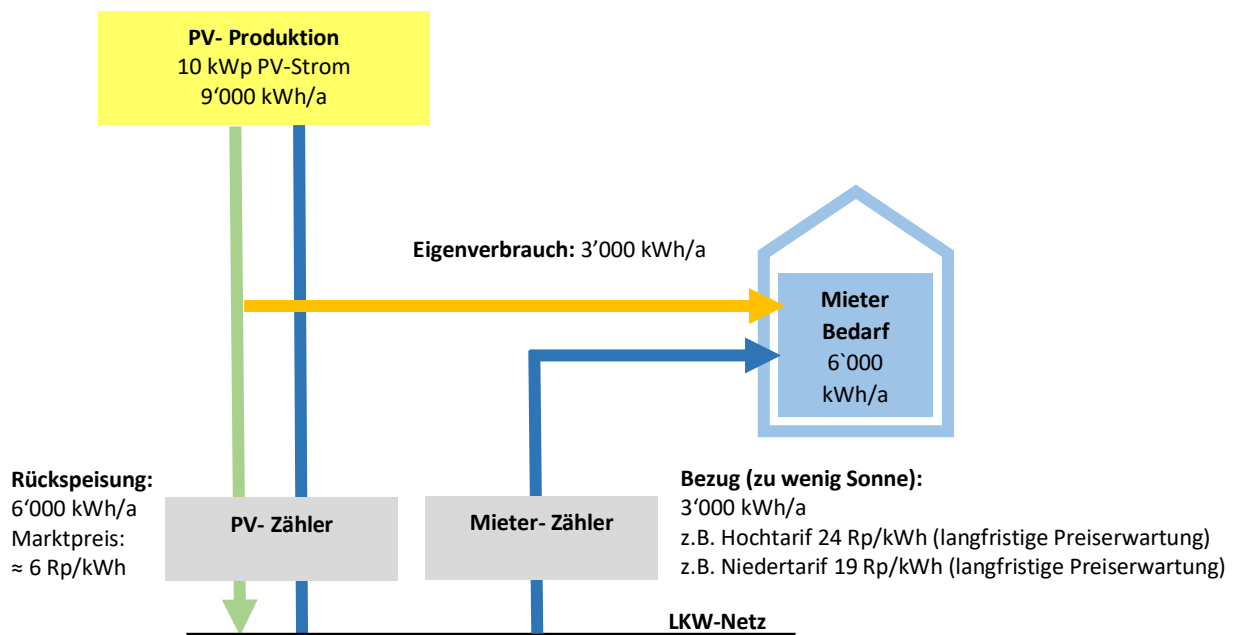 PV- Produktion
10 kWp PV-Strom
9‘000 kWh/a
Eigenverbrauch: 3’000 kWh/a
Mieter
Bedarf
6`000
kWh/a
Rückspeisung:
6‘000 kWh/a
Marktpreis:
≈ 6 Rp/kWh
PV- Zähler
Mieter- Zähler
Bezug (zu wenig Sonne):
3‘000 kWh/a
z.B. Hochtarif 24 Rp/kWh (langfristige Preiserwartung)
z.B. Niedertarif 19 Rp/kWh (langfristige Preiserwartung)
LKW-Netz